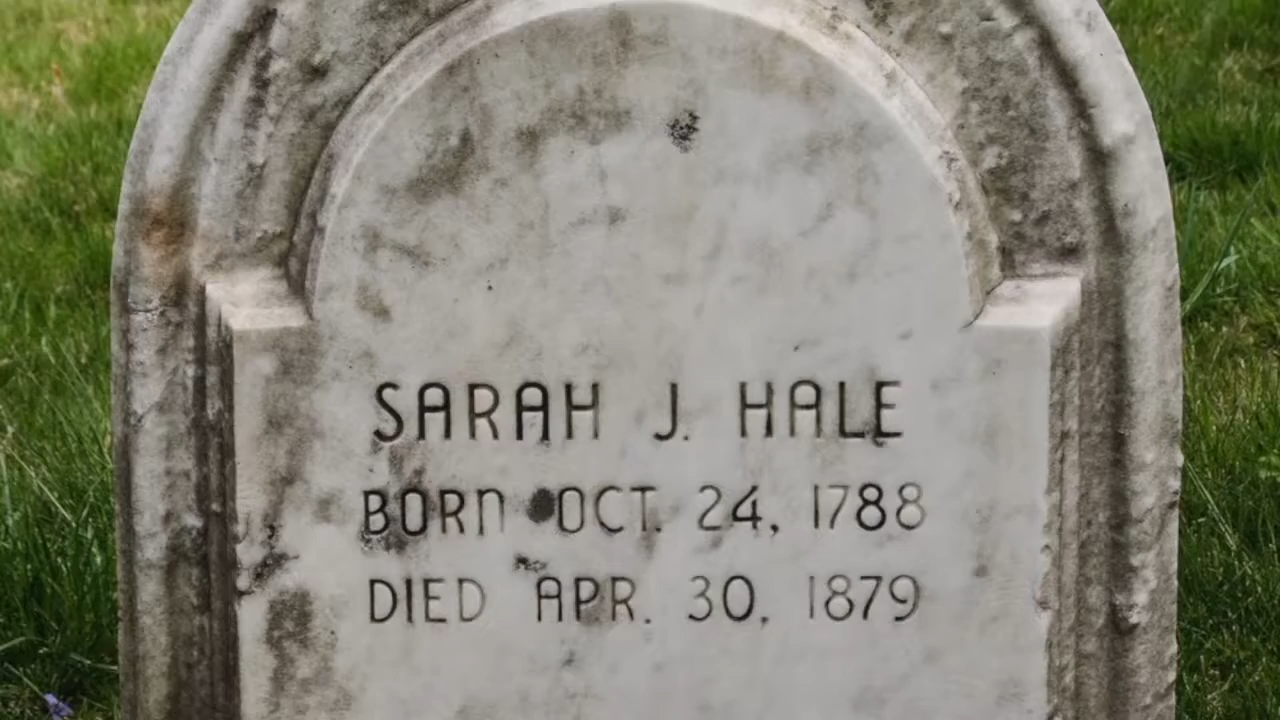 SARAH J. HALE
BORN OCT. 24, 1788
DIED APR. 30, 1879